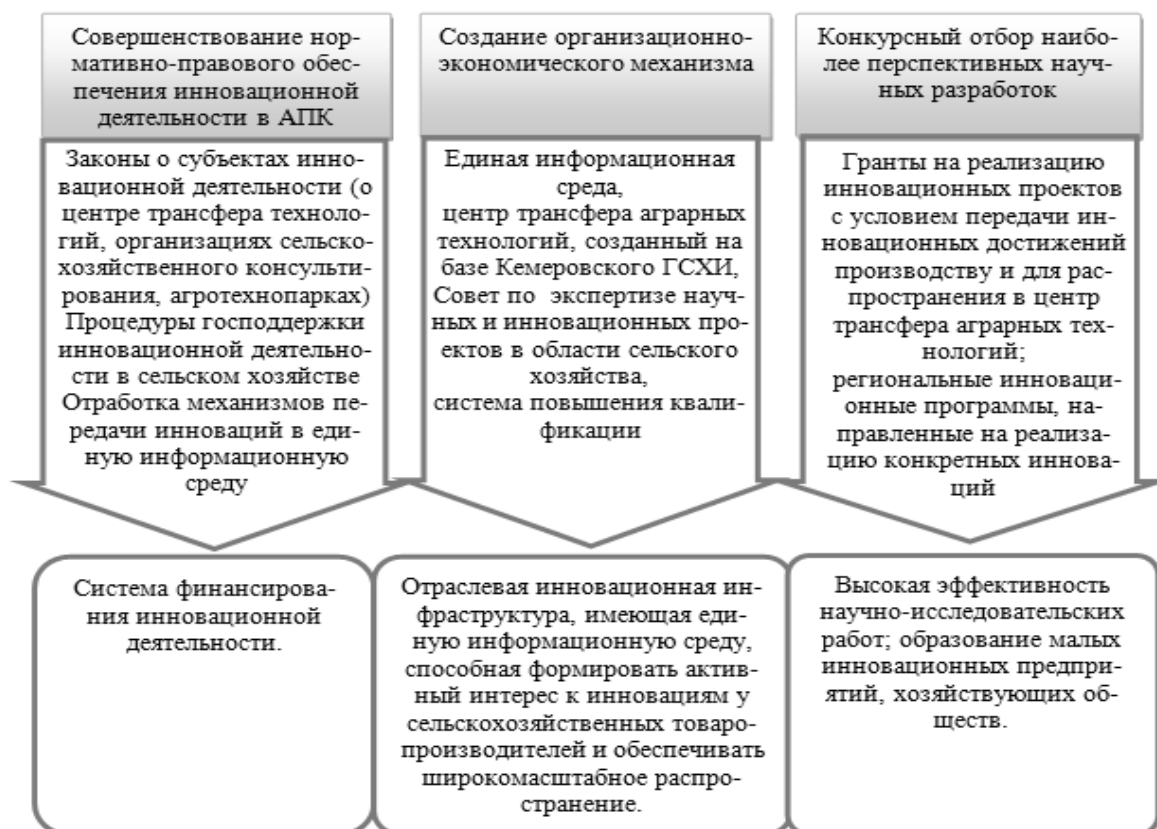 Совершенствование нор-
мативно-правового обес-
печения инновационной
деятельности в АПК
Законы о субъектах инно-
вационной деятельности (о
центре трансфера техноло-
гий, организациях сельско-
хозяйственного консульти-
рования, агротехнопарках)
Процедуры господдержки
инновационной деятельно-
сти в сельском хозяйстве
Отработка механизмов пе-
редачи инноваций в еди-
ную информационную
среду
Система финансирова-
ния инновационной
деятельности.
Создание организационно-
экономического механизма
Единая информационная
среда,
центр трансфера аграрных
технологий, созданный на
базе Кемеровского ГСХИ,
Совет по экспертизе науч-
ных и инновационных про-
ектов в области сельского
хозяйства,
система повышения квали-
фикации
Отраслевая инновационная ин-
фраструктура, имеющая еди-
ную информационную среду,
способная формировать актив-
ный интерес к инновациям у
сельскохозяйственных товаро-
производителей и обеспечивать
широкомасштабное распро-
странение.
Конкурсный отбор наибо-
лее перспективных науч-
ных разработок
Гранты на реализацию
инновационных проектов
с условием передачи ин-
новационных достижений
производству и для рас-
пространения в центр
трансфера аграрных тех-
нологий;
региональные инноваци-
онные программы, на-
правленные на реализа-
цию конкретных иннова-
ций
Высокая эффективность
научно-исследовательских
работ; образование малых
инновационных предпри-
ятий, хозяйствующих об-
ществ.